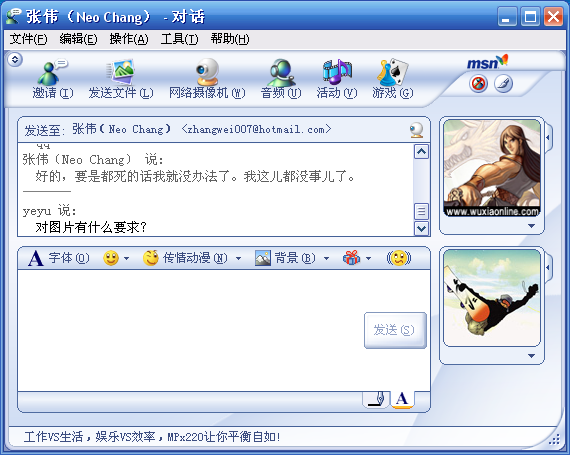 张伟（Neo Chang） - 对话
文件(F) 编辑(E) 操作(A) 工具(T) 帮助(H)
msn
邀请(I) 发送文件(L) 网络摄像机(W) 音频(U) 活动(V) 游戏(G)
发送至: 张伟（Neo Chang） <zhangwei007@hotmail.com>
qq
张伟（Neo Chang） 说:
好的，要是都死的话我就没办法了。我这儿都没事儿了。
yeyu 说:
对图片有什么要求?
www.wuxiaonline.com
A 字体(O) 传情动漫(N) 背景(B)
发送(S)
A
工作VS生活，娱乐VS效率，MPx220让你平衡自如!